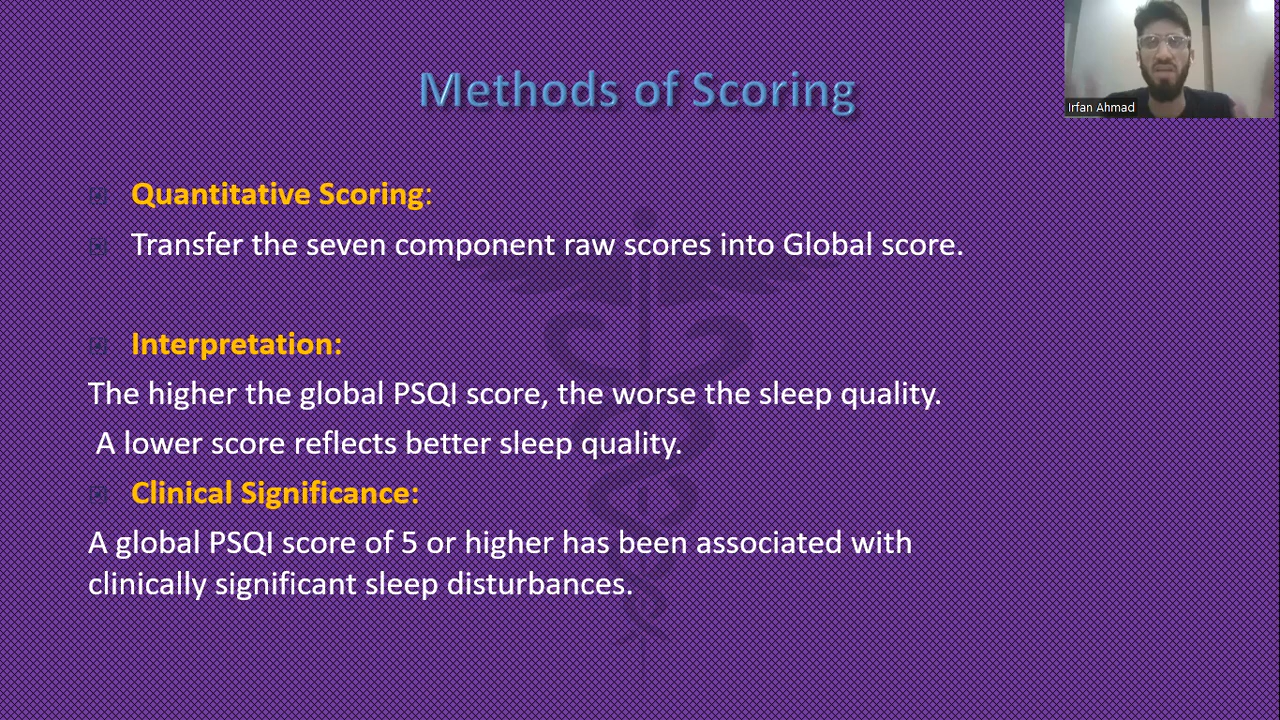 Methods of Scoring
Irfan Ahmad
Quantitative Scoring:
Transfer the seven component raw scores into Global score.
Interpretation:
The higher the global PSQI score, the worse the sleep quality.
A lower score reflects better sleep quality.
Clinical Significance:
A global PSQI score of 5 or higher has been associated with
clinically significant sleep disturbances.